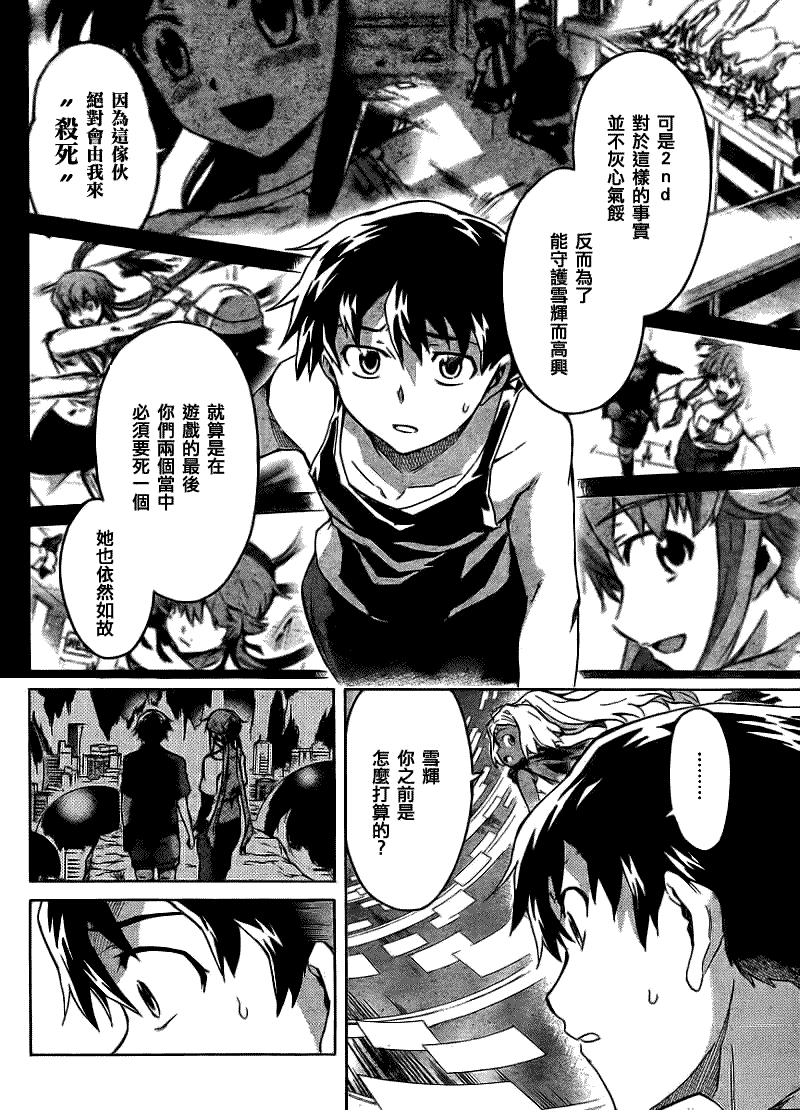 可是2nd
對於這樣的事實
並不灰心氣餒
反而為了
能守護雪輝而高興
因為這傢伙
絕對會由我來
〝殺死〞
就算是在
遊戲的最後
你們兩個當中
必須要死一個
她也依然如故
………
雪輝
你之前是
怎麼打算的?